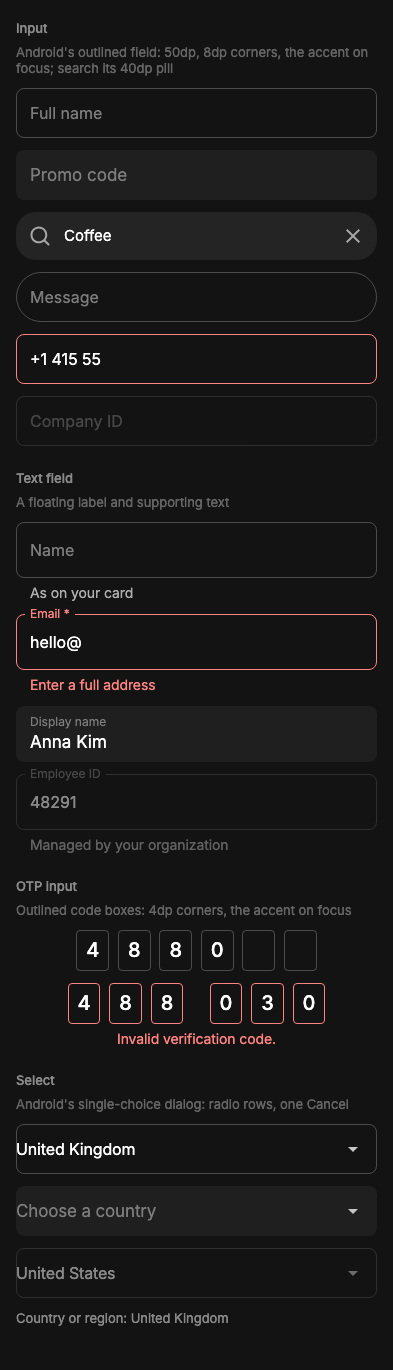 Input
Android's outlined field: 50dp, 8dp corners, the accent on
focus; search its 40dp pill
Full name
Promo code
Coffee
Message
+1 415 55
Company ID
Text field
A floating label and supporting text
Name
As on your card
Email *
hello@
Enter a full address
Display name
Anna Kim
Employee ID
48291
Managed by your organization
OTP Input
Outlined code boxes: 4dp corners, the accent on focus
4 8 8 0
4 8 8 0 3 0
Invalid verification code.
Select
Android's single-choice dialog: radio rows, one Cancel
United Kingdom
Choose a country
United States
Country or region: United Kingdom